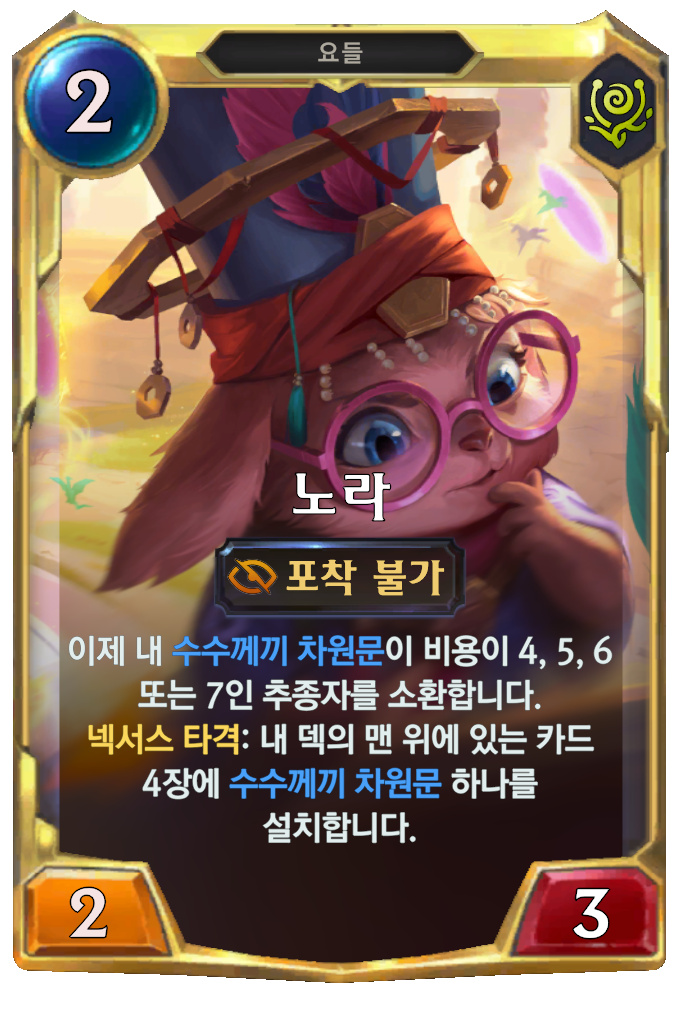 요들
2
노라
포착 불가
이제 내 수수께끼 차원문이 비용이 4, 5, 6
또는 7인 추종자를 소환합니다.
넥서스 타격: 내 덱의 맨 위에 있는 카드
4장에 수수께끼 차원문 하나를
설치합니다.
2
3